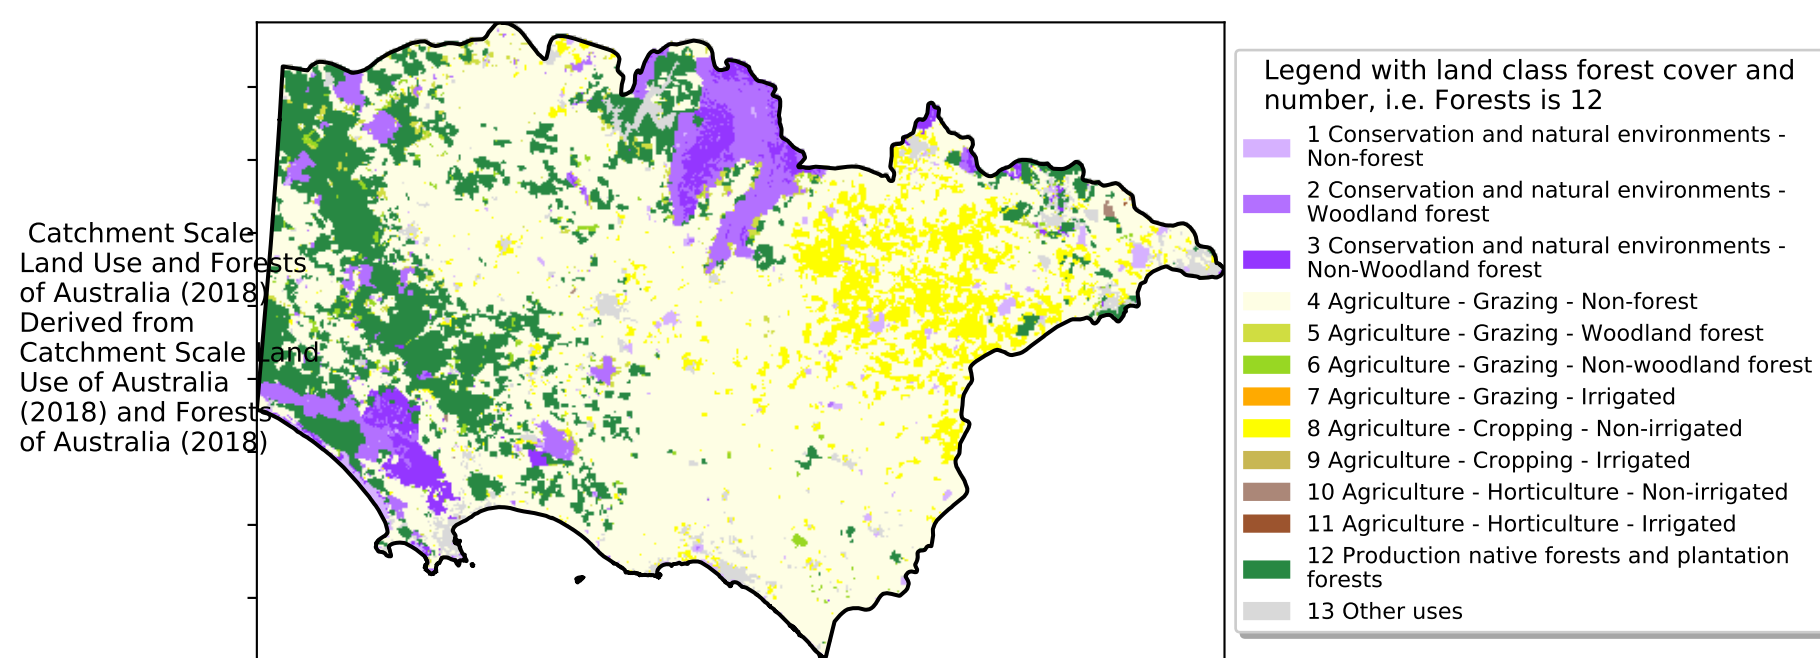 Catchment Scale
Land Use and Forests
of Australia (2018)
Derived from
Catchment Scale Land
Use of Australia
(2018) and Forests
of Australia (2018)
Legend with land class forest cover and
number, i.e. Forests is 12
1 Conservation and natural environments -
Non-forest
2 Conservation and natural environments -
Woodland forest
3 Conservation and natural environments -
Non-Woodland forest
4 Agriculture - Grazing - Non-forest
5 Agriculture - Grazing - Woodland forest
6 Agriculture - Grazing - Non-woodland forest
7 Agriculture - Grazing - Irrigated
8 Agriculture - Cropping - Non-irrigated
9 Agriculture - Cropping - Irrigated
10 Agriculture - Horticulture - Non-irrigated
11 Agriculture - Horticulture - Irrigated
12 Production native forests and plantation
forests
13 Other uses